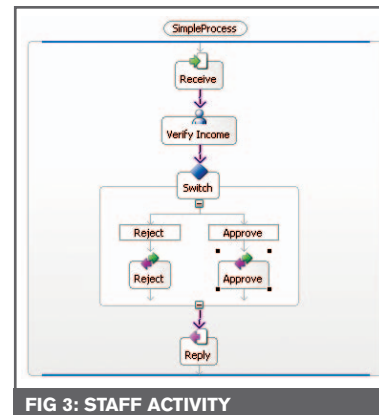 SimpleProcess
Receive
Verify Income
Switch
Reject Approve
Reject Approve
Reply
FIG 3: STAFF ACTIVITY